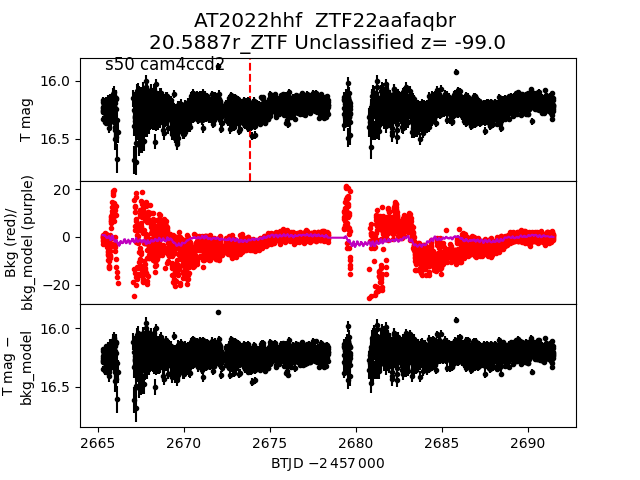 AT2022hhf  ZTF22aafaqbr
20.5887r_ZTF Unclassified z= -99.0
s50 cam4ccd2
16.0
16.5
T mag
20
0
−20
Bkg (red)/
bkg_model (purple)
16.0
16.5
T mag −
bkg_model
2665 2670 2675 2680 2685 2690
BTJD −2 457 000